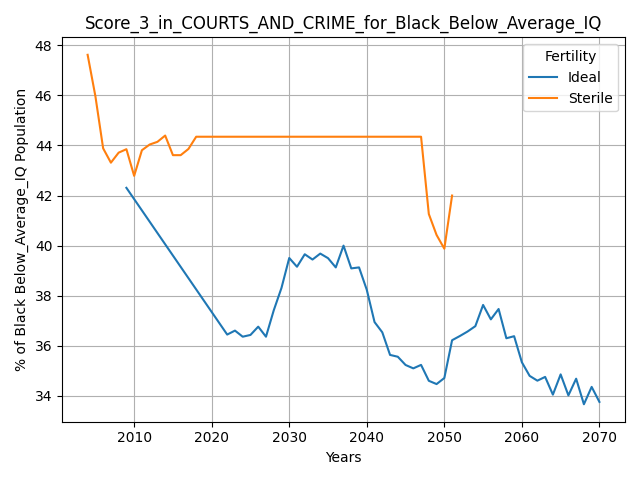 Score_3_in_COURTS_AND_CRIME_for_Black_Below_Average_IQ
% of Black Below_Average_IQ Population
48
46
44
42
40
38
36
34
Fertility
Ideal
Sterile
2010 2020 2030 2040 2050 2060 2070
Years